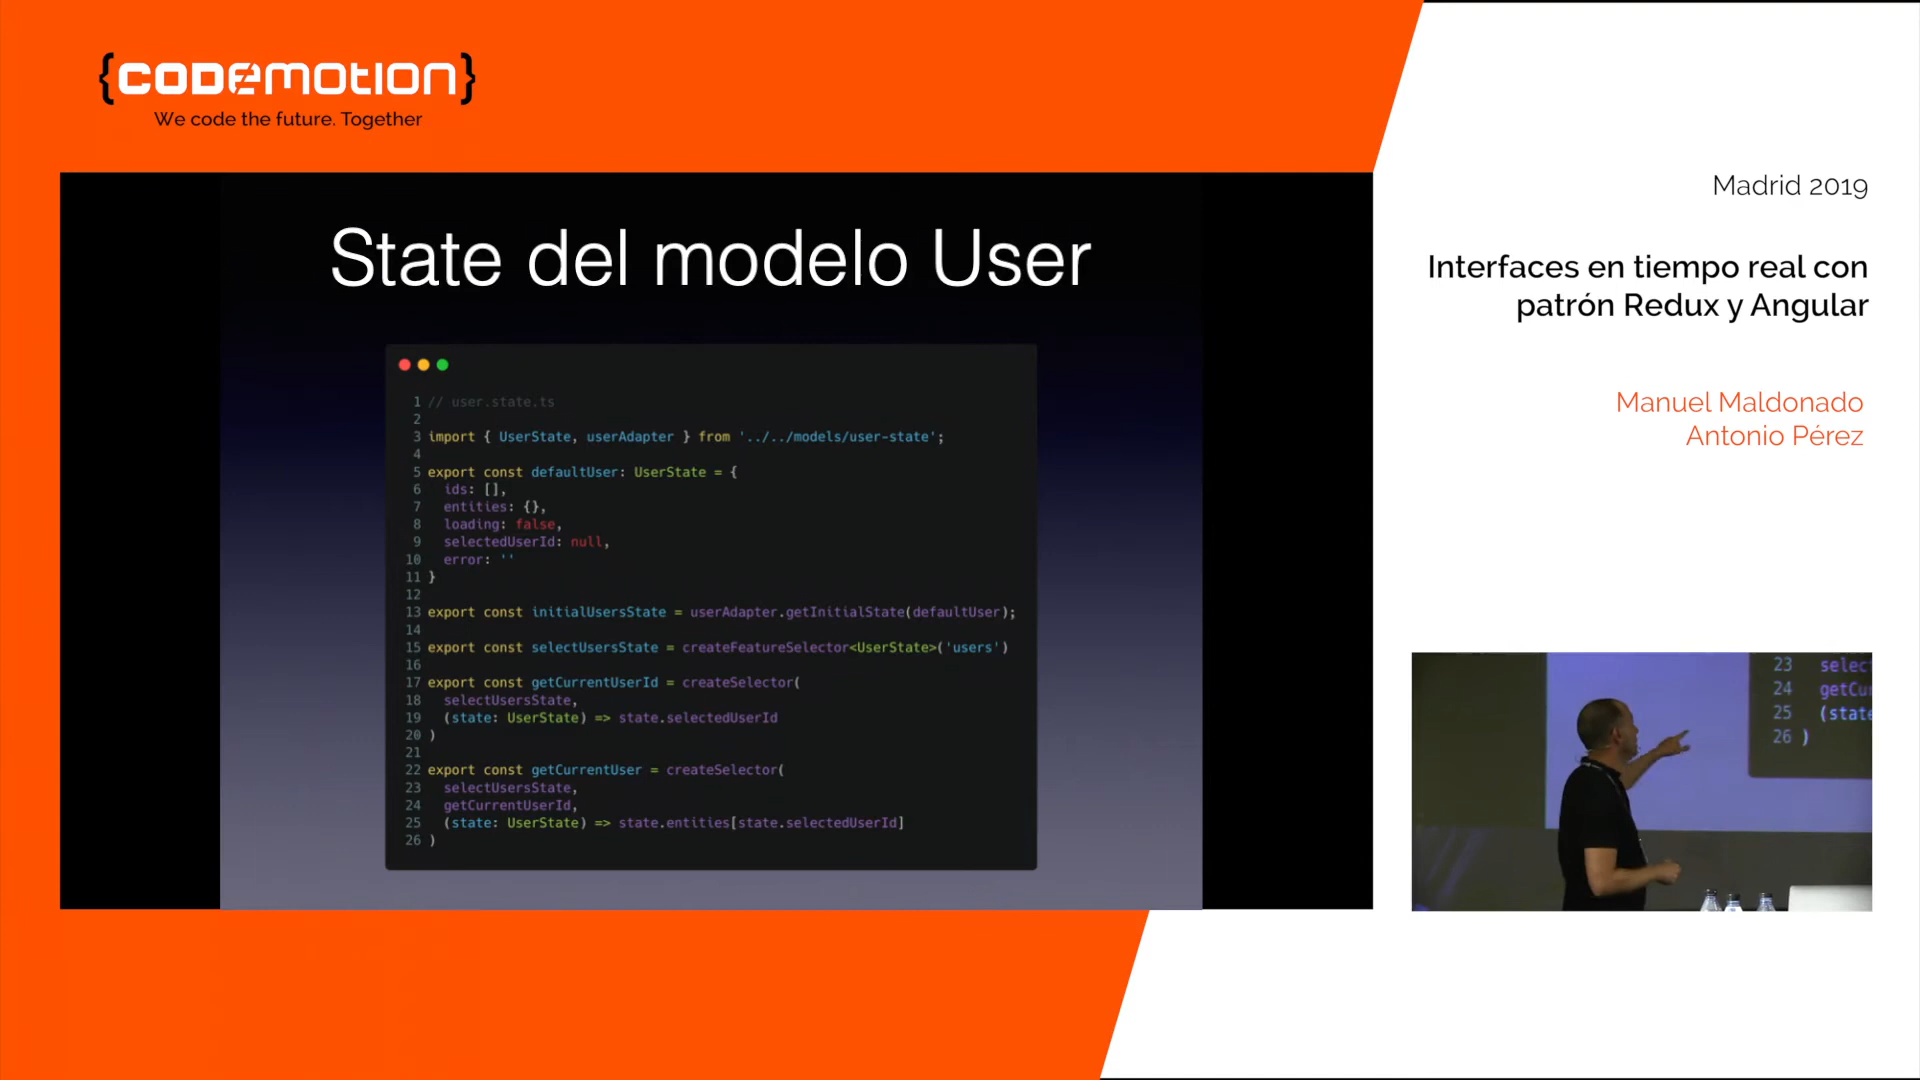 {CODEMOTION}
We code the future. Together
Madrid 2019
Interfaces en tiempo real con
patrón Redux y Angular
Manuel Maldonado
Antonio Pérez
State del modelo User
1 // user.state.ts
2
3 import { UserState, userAdapter } from '../../models/user-state';
4
5 export const defaultUser: UserState = {
6   ids: [],
7   entities: {},
8   loading: false,
9   selectedUserId: null,
10   error: ''
11 }
12
13 export const initialUsersState = userAdapter.getInitialState(defaultUser);
14
15 export const selectUsersState = createFeatureSelector<UserState>('users')
16
17 export const getCurrentUserId = createSelector(
18   selectUsersState,
19   (state: UserState) => state.selectedUserId
20 )
21
22 export const getCurrentUser = createSelector(
23   selectUsersState,
24   getCurrentUserId,
25   (state: UserState) => state.entities[state.selectedUserId]
26 )
23 selec
24 getCu
25 (state
26 )